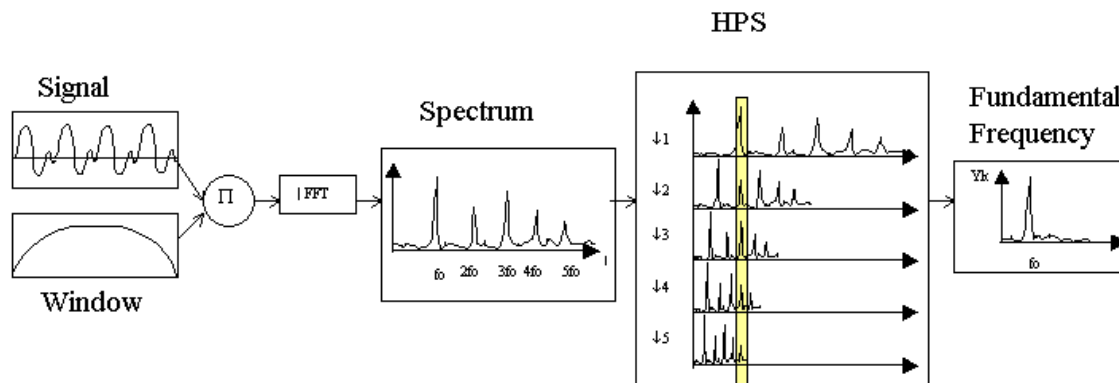 HPS
Signal
Spectrum
Fundamental
Frequency
Π
| FFT
fo 2fo 3fo 4fo 5fo
↓1
↓2
↓3
↓4
↓5
Yk
fo
Window